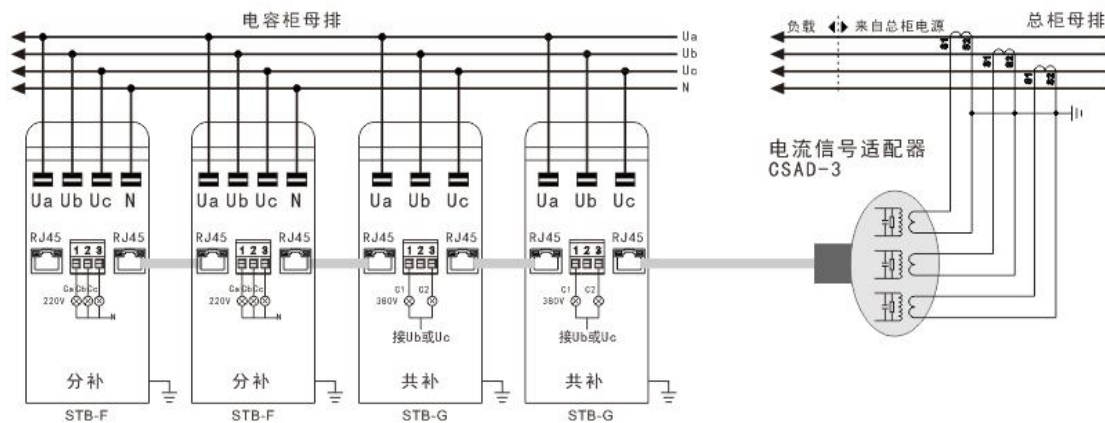 电容柜母排
Ua
Ub
Uc
N
负载
来自总柜电源
总柜母排
S1
S2
S1
S2
S1
S2
电流信号适配器
CSAD-3
Ua Ub Uc N
Ua Ub Uc N
Ua Ub Uc
Ua Ub Uc
RJ45
RJ45
RJ45
RJ45
RJ45
RJ45
RJ45
RJ45
1 2 3
1 2 3
1 2 3
1 2 3
Ca Cb Cc
220V
N
Ca Cb Cc
220V
N
C1 C2
380V
接Ub或Uc
C1 C2
380V
接Ub或Uc
分补
分补
共补
共补
STB-F
STB-F
STB-G
STB-G